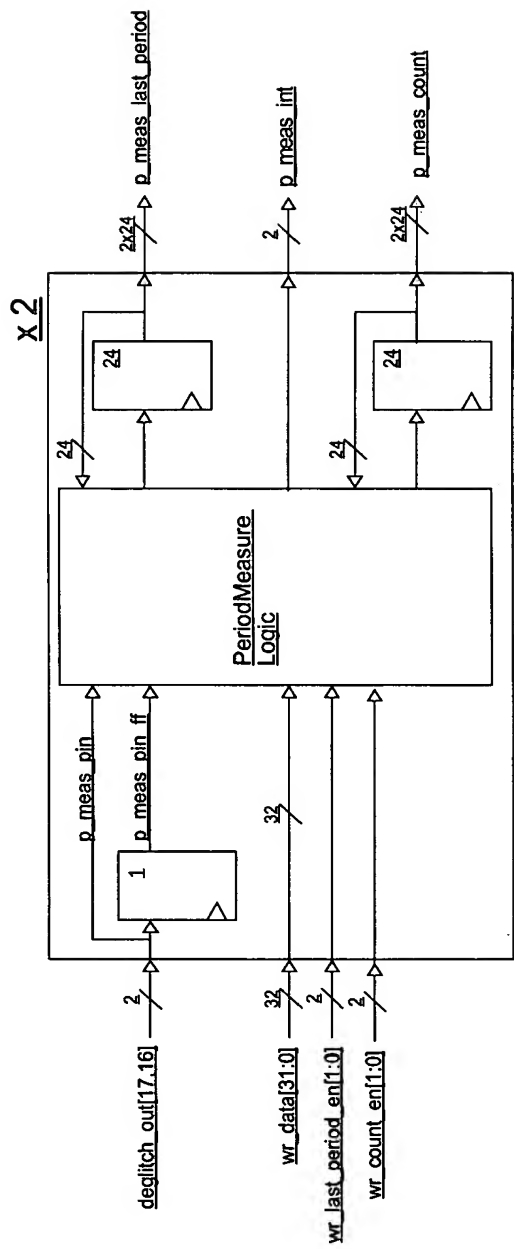 x 2
deglitch_out[17,16]
2
p_meas_pin
1
p_meas_pin_ff
wr_data[31:0]
32
32
wr_last_period_en[1:0]
2
wr_count_en[1:0]
2
PeriodMeasure
Logic
24
24
2x24
p_meas_last_period
2
p_meas_int
24
24
2x24
p_meas_count